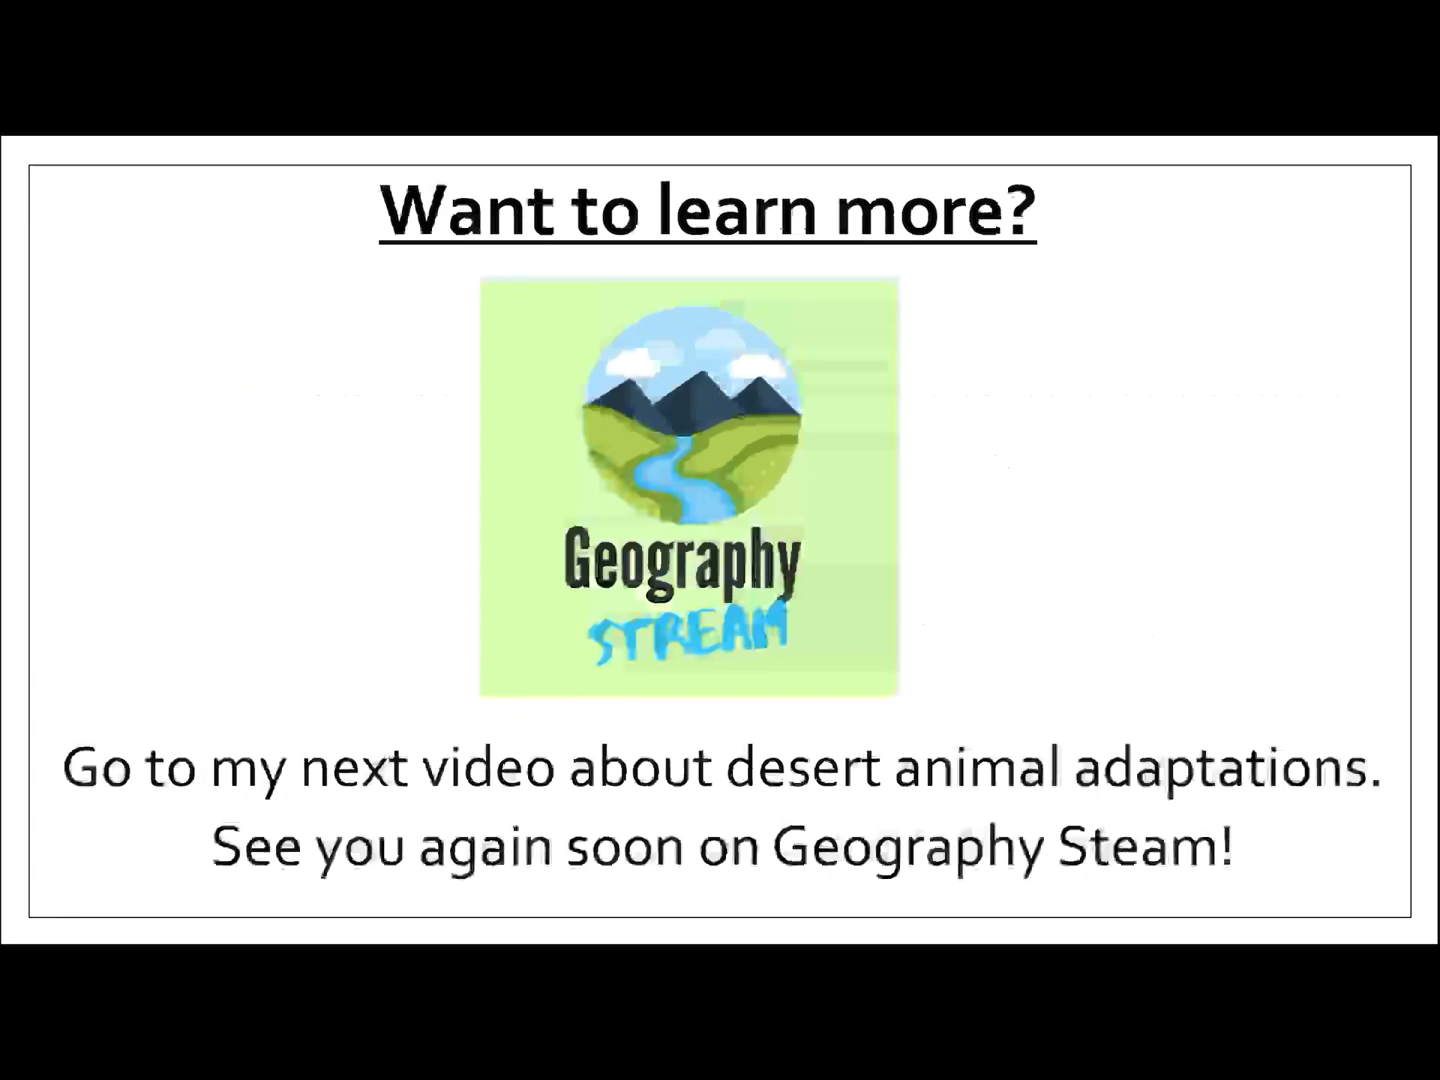 Want to learn more?
Geography
STREAM
Go to my next video about desert animal adaptations.
See you again soon on Geography Steam!